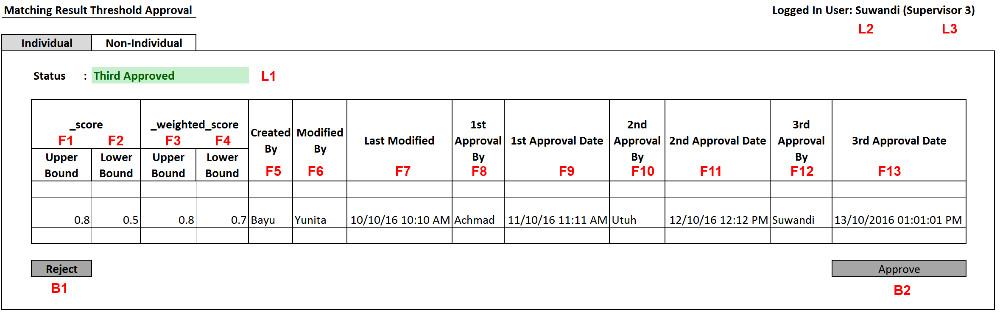 Matching Result Threshold Approval
Logged In User: Suwandi (Supervisor 3)
L2 L3
Individual Non-Individual
Status : Third Approved L1
_score _weighted_score Created By Modified By Last Modified 1st Approval By 1st Approval Date 2nd Approval By 2nd Approval Date 3rd Approval By 3rd Approval Date
F1 F2 F3 F4
Upper Bound Lower Bound Upper Bound Lower Bound
F5 F6 F7 F8 F9 F10 F11 F12 F13
0.8 0.5 0.8 0.7 Bayu Yunita 10/10/16 10:10 AM Achmad 11/10/16 11:11 AM Utuh 12/10/16 12:12 PM Suwandi 13/10/2016 01:01:01 PM
Reject Approve
B1 B2